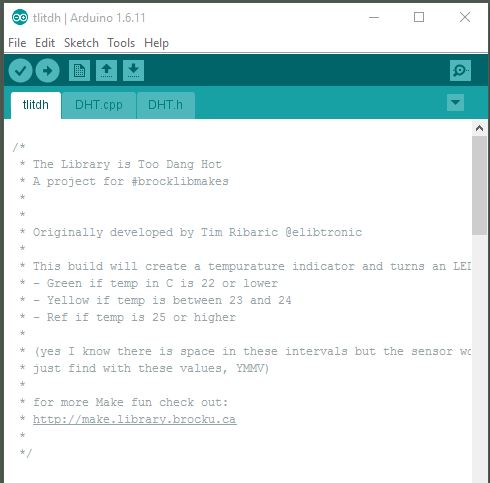 tlitdh | Arduino 1.6.11
File Edit Sketch Tools Help
tlitdh DHT.cpp DHT.h
/*
* The Library is Too Dang Hot
* A project for #brocklibmakes
*
*
* Originally developed by Tim Ribaric @elibtronic
*
* This build will create a tempurature indicator and turns an LED
* - Green if temp in C is 22 or lower
* - Yellow if temp is between 23 and 24
* - Ref if temp is 25 or higher
*
* (yes I know there is space in these intervals but the sensor wo
* just find with these values, YMMV)
*
* for more Make fun check out:
* http://make.library.brocku.ca
*
*/